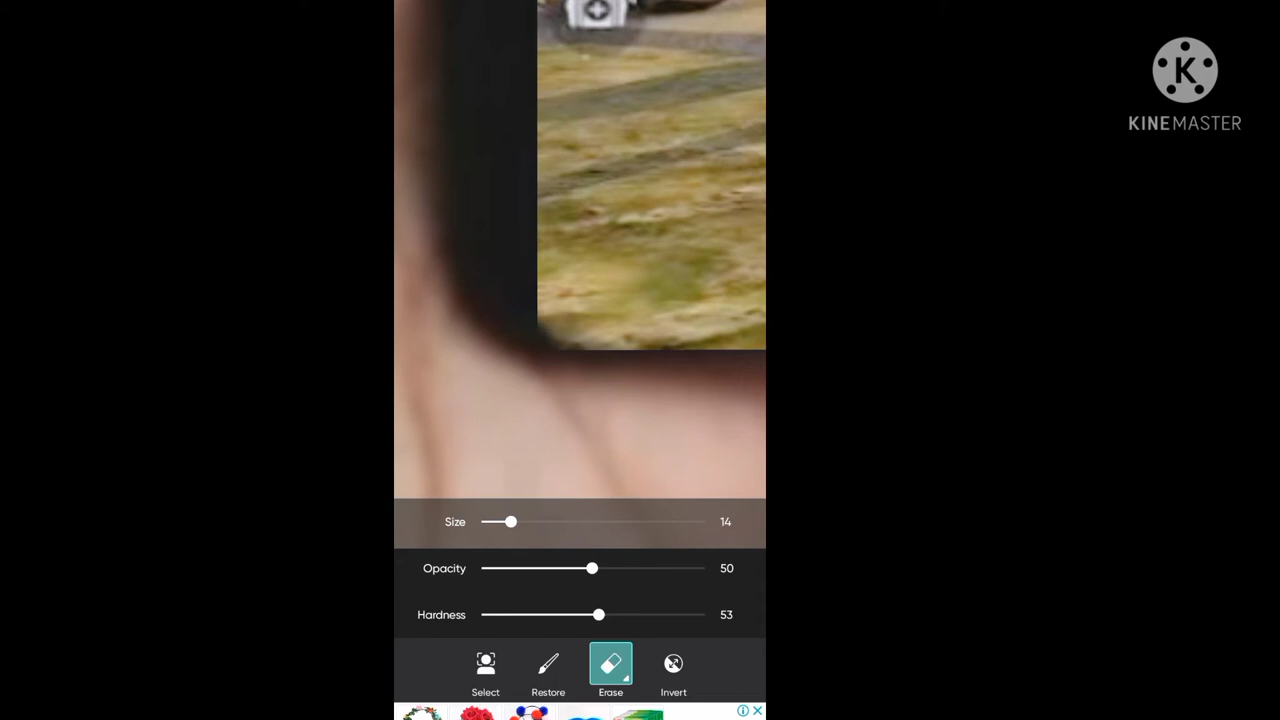 KINEMASTER
Size 14
Opacity 50
Hardness 53
Select Restore Erase Invert